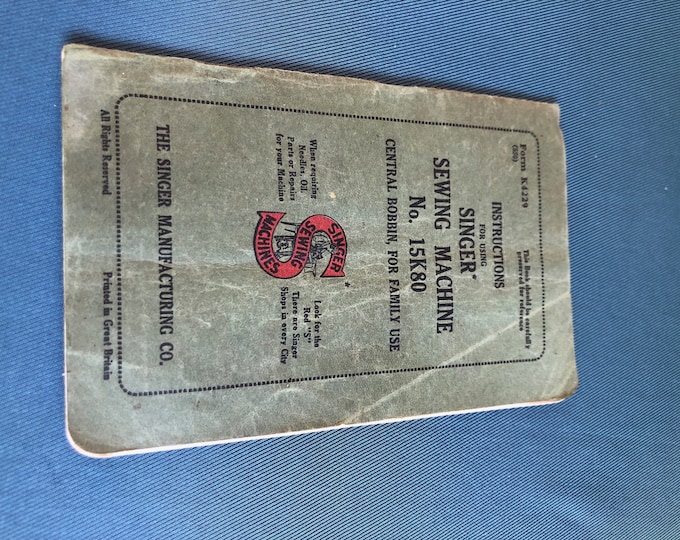 Form K4229
(520)
This Book should be carefully
preserved for reference
INSTRUCTIONS
FOR USING
SINGER*
SEWING MACHINE
No. 15K80
CENTRAL BOBBIN, FOR FAMILY USE
When requiring
Needles, Oil,
Parts or Repairs
for your Machine
SINGER
SEWING
MACHINES
*
Look for the
Red "S"
There are Singer
Shops in every City
THE SINGER MANUFACTURING CO.
All Rights Reserved
Printed in Great Britain